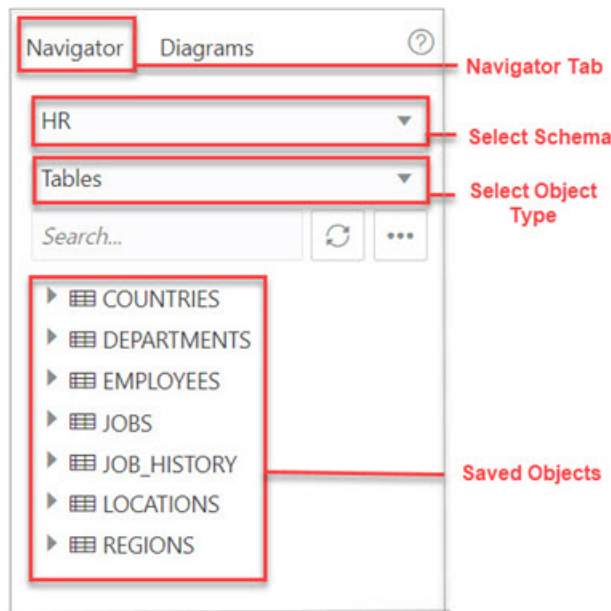 Navigator Diagrams
Navigator Tab
HR
Select Schema
Tables
Select Object
Type
Search...
COUNTRIES
DEPARTMENTS
EMPLOYEES
JOBS
JOB_HISTORY
Saved Objects
LOCATIONS
REGIONS